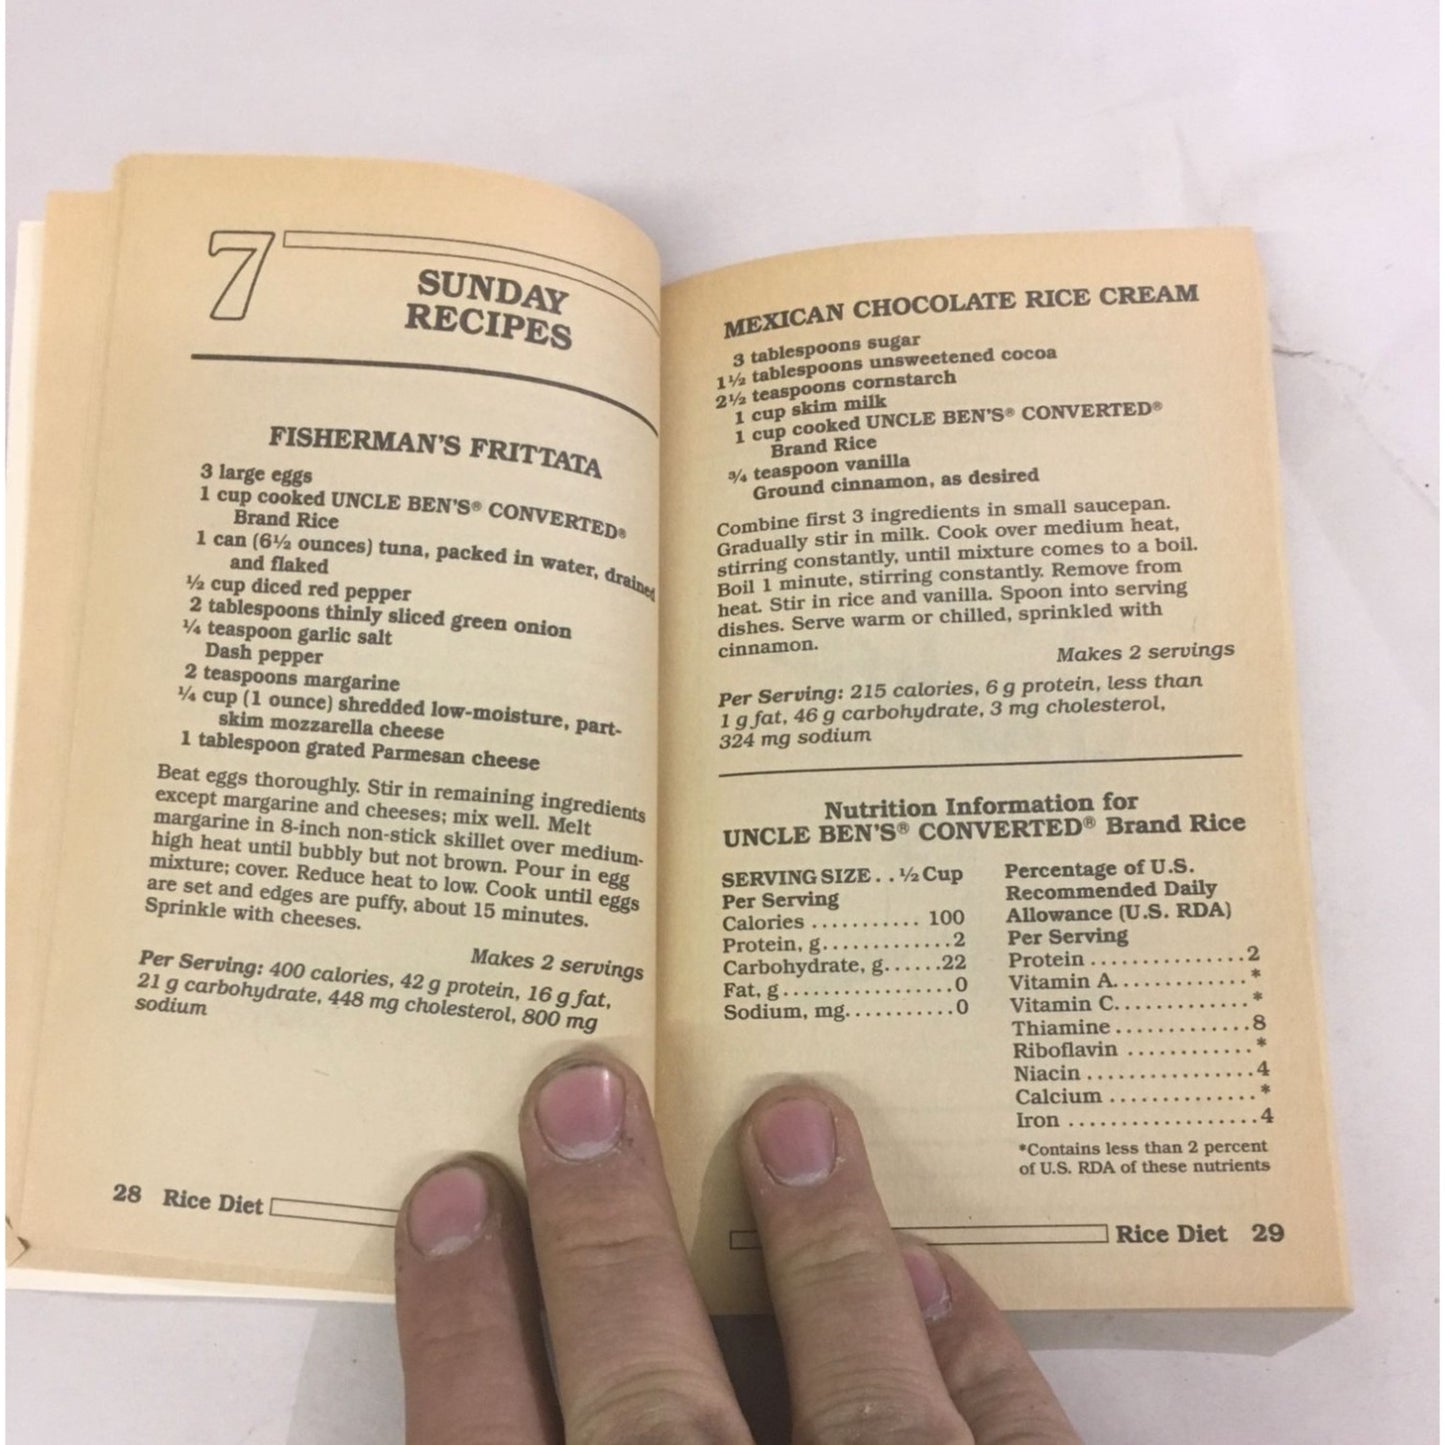 7
SUNDAY
RECIPES
FISHERMAN'S FRITTATA
3 large eggs
1 cup cooked UNCLE BEN'S® CONVERTED®
Brand Rice
1 can (6½ ounces) tuna, packed in water, drained
and flaked
½ cup diced red pepper
2 tablespoons thinly sliced green onion
¼ teaspoon garlic salt
Dash pepper
2 teaspoons margarine
¼ cup (1 ounce) shredded low-moisture, part-
skim mozzarella cheese
1 tablespoon grated Parmesan cheese
Beat eggs thoroughly. Stir in remaining ingredients
except margarine and cheeses; mix well. Melt
margarine in 8-inch non-stick skillet over medium-
high heat until bubbly but not brown. Pour in egg
mixture; cover. Reduce heat to low. Cook until eggs
are set and edges are puffy, about 15 minutes.
Sprinkle with cheeses.
Makes 2 servings
Per Serving: 400 calories, 42 g protein, 16 g fat,
21 g carbohydrate, 448 mg cholesterol, 800 mg
sodium
28 Rice Diet
MEXICAN CHOCOLATE RICE CREAM
3 tablespoons sugar
1½ tablespoons unsweetened cocoa
2½ teaspoons cornstarch
1 cup skim milk
1 cup cooked UNCLE BEN'S® CONVERTED®
Brand Rice
¾ teaspoon vanilla
Ground cinnamon, as desired
Combine first 3 ingredients in small saucepan.
Gradually stir in milk. Cook over medium heat,
stirring constantly, until mixture comes to a boil.
Boil 1 minute, stirring constantly. Remove from
heat. Stir in rice and vanilla. Spoon into serving
dishes. Serve warm or chilled, sprinkled with
cinnamon.
Makes 2 servings
Per Serving: 215 calories, 6 g protein, less than
1 g fat, 46 g carbohydrate, 3 mg cholesterol,
324 mg sodium
Nutrition Information for
UNCLE BEN'S® CONVERTED® Brand Rice
SERVING SIZE . . ½ Cup
Per Serving
Calories . . . . . . . . . . . 100
Protein, g . . . . . . . . . . . . . 2
Carbohydrate, g . . . . . . 22
Fat, g . . . . . . . . . . . . . . . . . 0
Sodium, mg . . . . . . . . . . . 0
Percentage of U.S.
Recommended Daily
Allowance (U.S. RDA)
Per Serving
Protein . . . . . . . . . . . . . . . 2
Vitamin A . . . . . . . . . . . . . *
Vitamin C . . . . . . . . . . . . . *
Thiamine . . . . . . . . . . . . . 8
Riboflavin . . . . . . . . . . . . *
Niacin . . . . . . . . . . . . . . . . 4
Calcium . . . . . . . . . . . . . . *
Iron . . . . . . . . . . . . . . . . . . 4
*Contains less than 2 percent
of U.S. RDA of these nutrients
Rice Diet 29